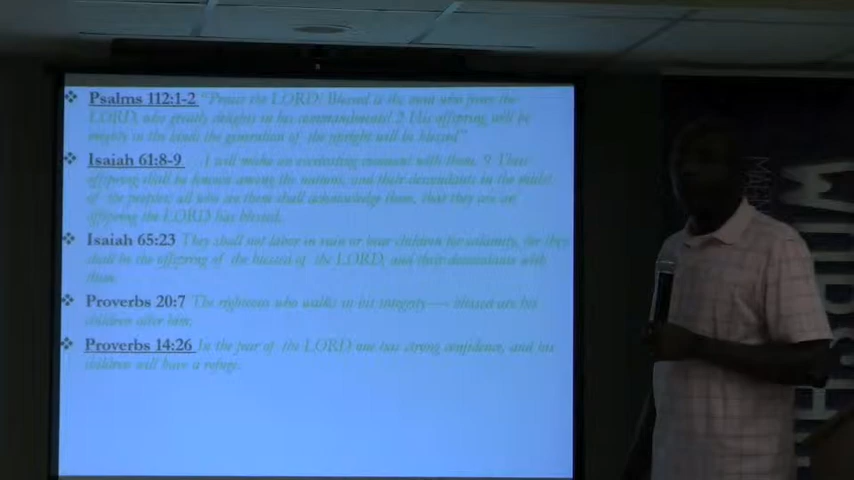 Psalms 112:1-2 "Praise the LORD! Blessed is the man who fears the
LORD, who greatly delights in his commandments! 2 His offspring will be
mighty in the land; the generation of the upright will be blessed"
Isaiah 61:8-9 I will make an everlasting covenant with them. 9 Their
offspring shall be known among the nations, and their descendants in the midst
of the peoples; all who see them shall acknowledge them, that they are an
offspring the LORD has blessed.
Isaiah 65:23 They shall not labor in vain or bear children for calamity, for they
shall be the offspring of the blessed of the LORD, and their descendants with
them.
Proverbs 20:7 The righteous who walks in his integrity— blessed are his
children after him;
Proverbs 14:26 In the fear of the LORD one has strong confidence, and his
children will have a refuge.